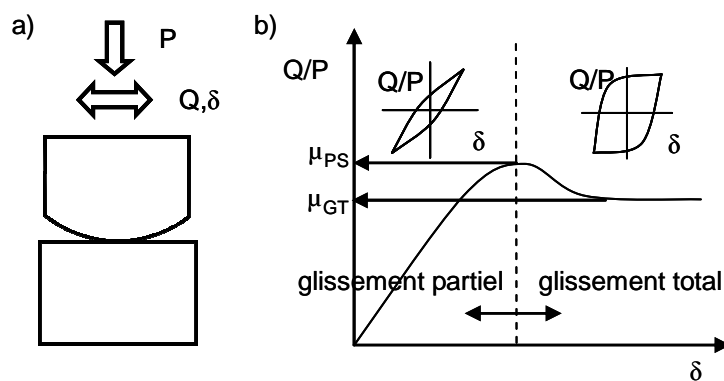 a)
P
Q,δ
b)
Q/P
Q/P
δ
Q/P
δ
μPS
μGT
glissement partiel
glissement total
δ